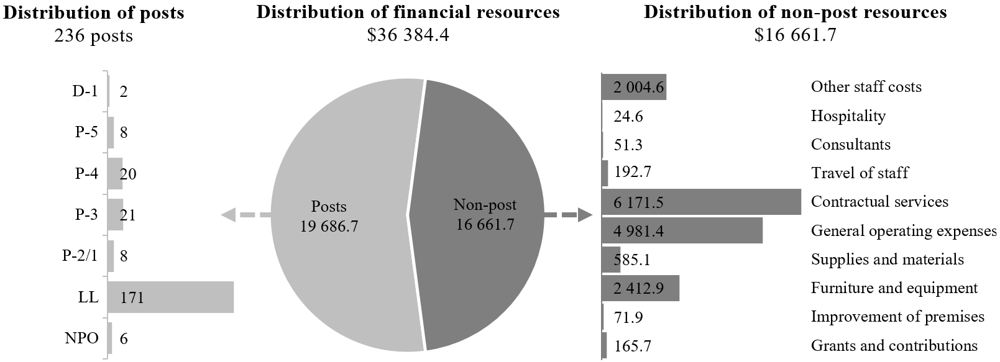 Distribution of posts
236 posts
D-1 2
P-5 8
P-4 20
P-3 21
P-2/1 8
LL 171
NPO 6
Distribution of financial resources
$36 384.4
Posts
19 686.7
Non-post
16 661.7
Distribution of non-post resources
$16 661.7
2 004.6 Other staff costs
24.6 Hospitality
51.3 Consultants
192.7 Travel of staff
6 171.5 Contractual services
4 981.4 General operating expenses
585.1 Supplies and materials
2 412.9 Furniture and equipment
71.9 Improvement of premises
165.7 Grants and contributions